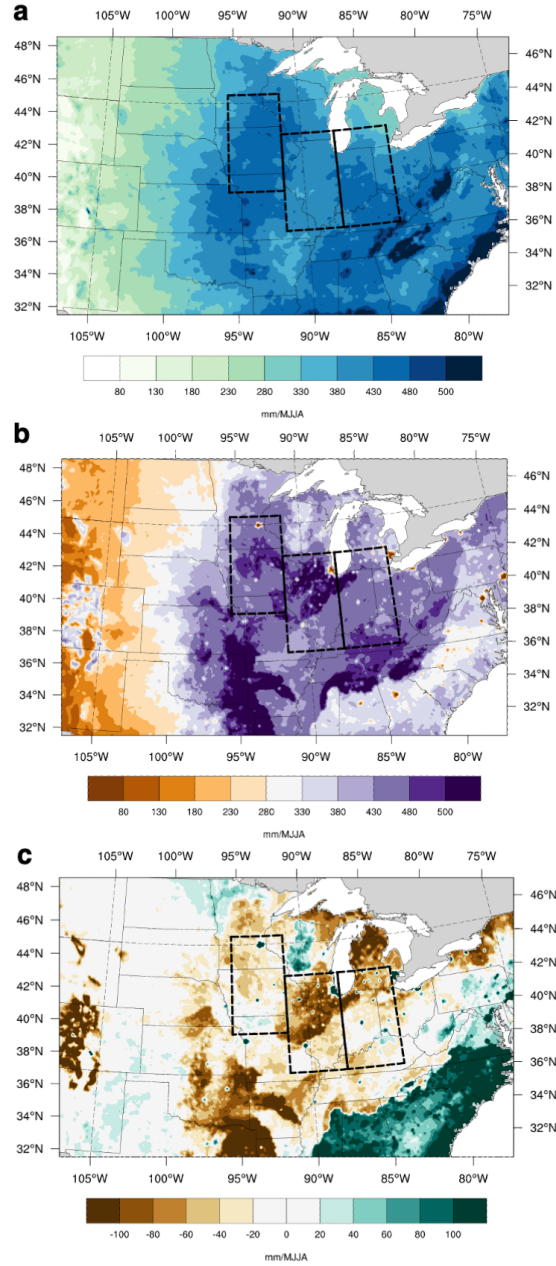 a
105°W 100°W 95°W 90°W 85°W 80°W 75°W
48°N 46°N
46°N 44°N
44°N 42°N
42°N 40°N
40°N 38°N
38°N 36°N
36°N 34°N
34°N 32°N
32°N
105°W 100°W 95°W 90°W 85°W 80°W
80 130 180 230 280 330 380 430 480 500
mm/MJJA
b
105°W 100°W 95°W 90°W 85°W 80°W 75°W
48°N 46°N
46°N 44°N
44°N 42°N
42°N 40°N
40°N 38°N
38°N 36°N
36°N 34°N
34°N 32°N
32°N
105°W 100°W 95°W 90°W 85°W 80°W
80 130 180 230 280 330 380 430 480 500
mm/MJJA
c
105°W 100°W 95°W 90°W 85°W 80°W 75°W
48°N 46°N
46°N 44°N
44°N 42°N
42°N 40°N
40°N 38°N
38°N 36°N
36°N 34°N
34°N 32°N
32°N
105°W 100°W 95°W 90°W 85°W 80°W
-100 -80 -60 -40 -20 0 20 40 60 80 100
mm/MJJA